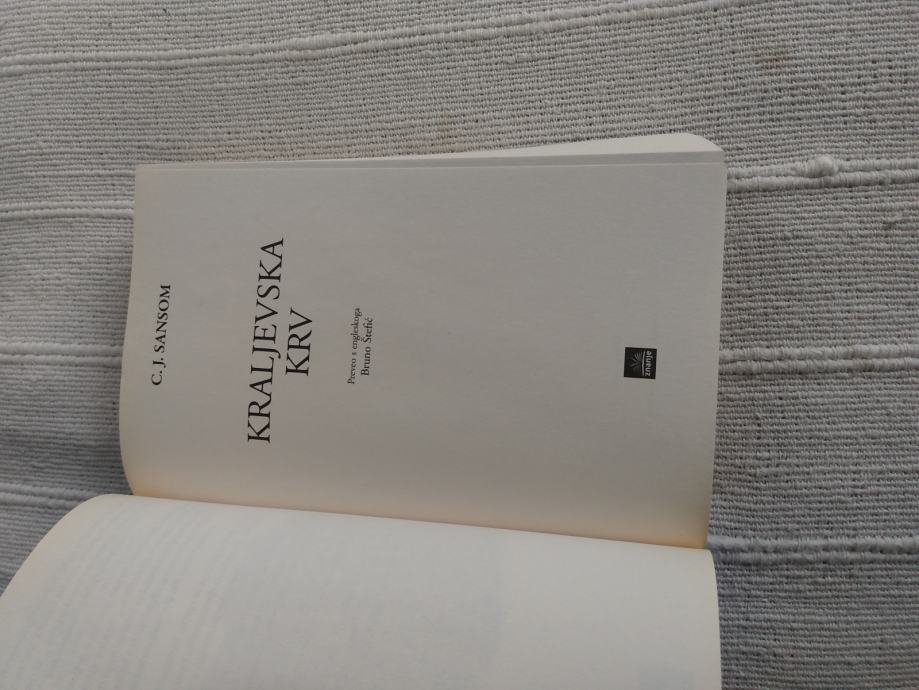 C. J. SANSOM
KRALJEVSKA
KRV
Preveo s engleskoga
Bruno Štefić
znanje